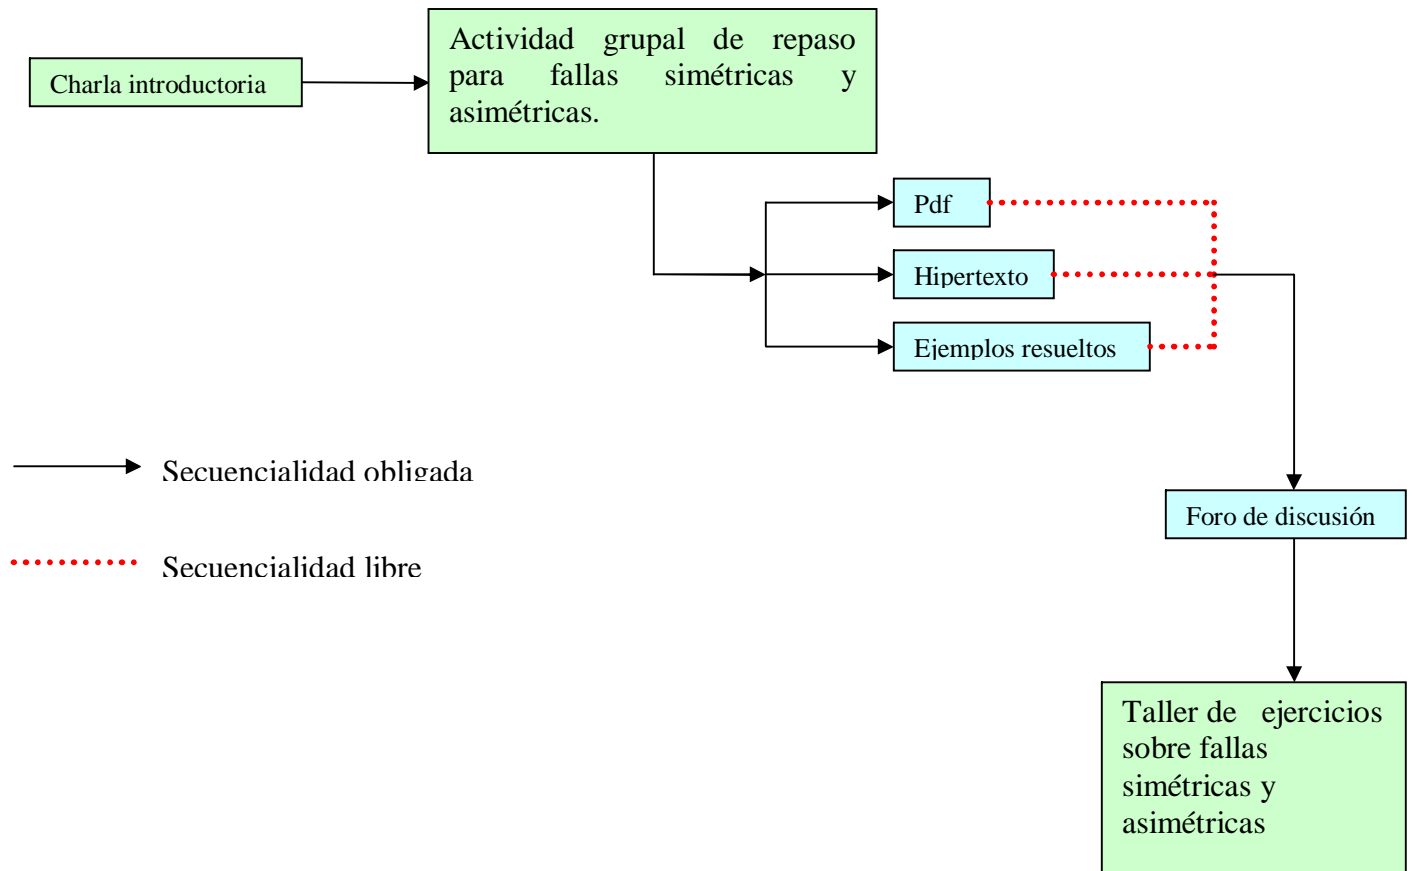 Charla introductoria
Actividad grupal de repaso
para fallas simétricas y
asimétricas.
Pdf
Hipertexto
Ejemplos resueltos
Secuencialidad obligada
Secuencialidad libre
Foro de discusión
Taller de ejercicios
sobre fallas
simétricas y
asimétricas